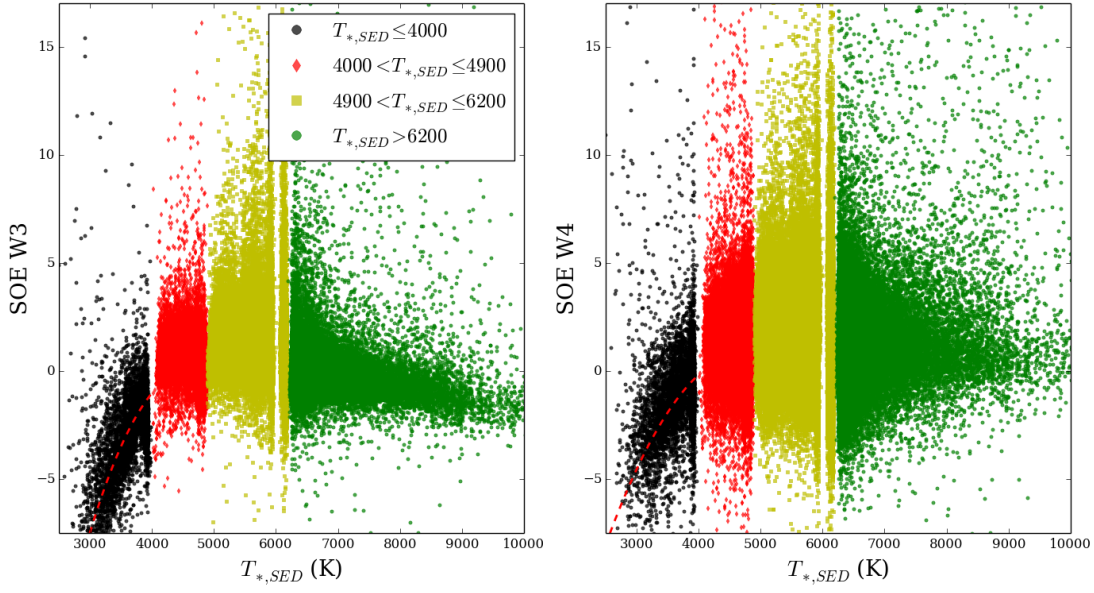 SOE W3
15
10
5
0
−5
3000 4000 5000 6000 7000 8000 9000 10000
T*,SED (K)
T*,SED ≤4000
4000 <T*,SED ≤4900
4900 <T*,SED ≤6200
T*,SED >6200
SOE W4
15
10
5
0
−5
3000 4000 5000 6000 7000 8000 9000 10000
T*,SED (K)